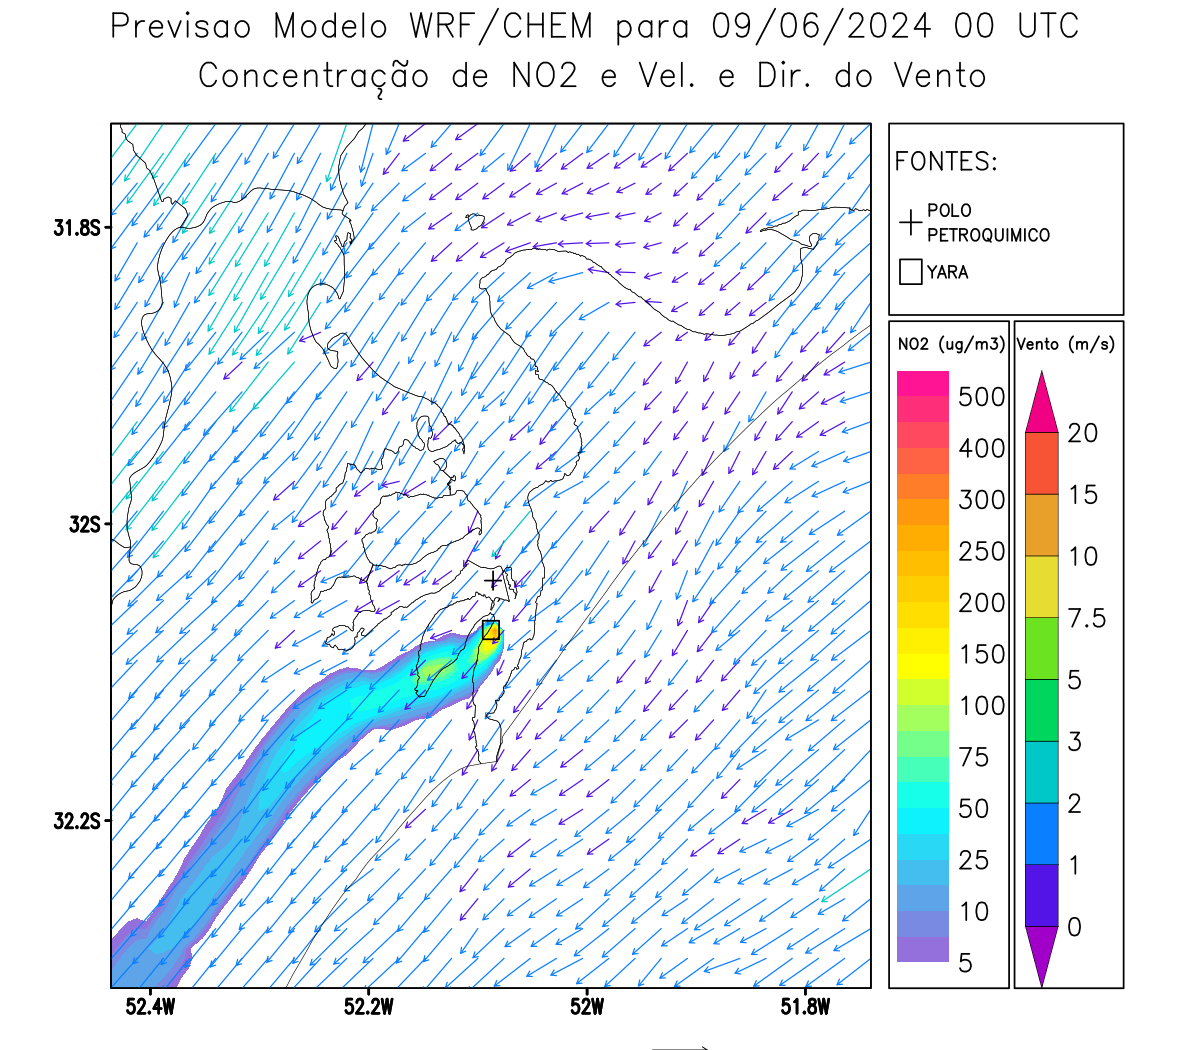 Previsao Modelo WRF/CHEM para 09/06/2024 00 UTC
Concentração de NO2 e Vel. e Dir. do Vento
FONTES:
POLO
PETROQUIMICO
YARA
NO2 (ug/m3)
500
400
300
250
200
150
100
75
50
25
10
5
Vento (m/s)
20
15
10
7.5
5
3
2
1
0
31.8S
32S
32.2S
52.4W
52.2W
52W
51.8W